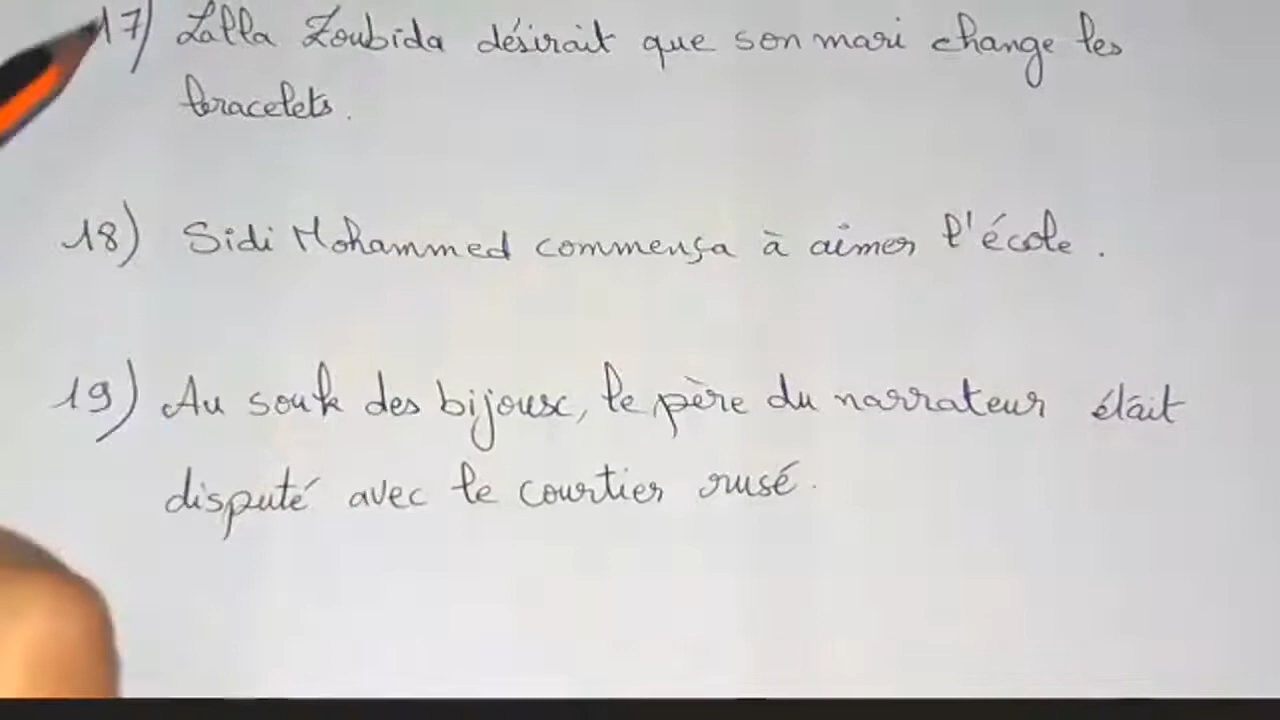 17) Lalla Zoubida désirait que son mari change les
bracelets.
18) Sidi Mohammed commença à aimer l'école.
19) Au souk des bijoux, le père du narrateur était
disputé avec le courtier rusé.